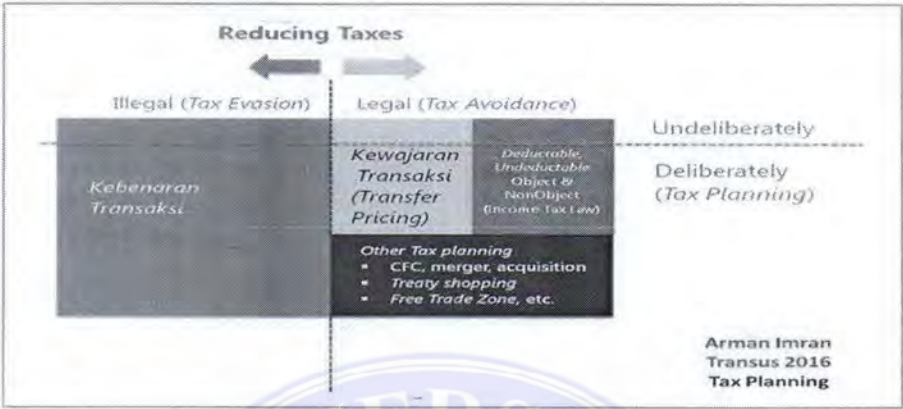 Reducing Taxes
Illegal (Tax Evasion)
Legal (Tax Avoidance)
Undeliberately
Deliberately
(Tax Planning)
Kebenaran
Transaksi
Kewajaran
Transaksi
(Transfer
Pricing)
Deductable,
Undeductable
Object &
NonObject
(Income Tax Law)
Other Tax planning
▪ CFC, merger, acquisition
▪ Treaty shopping
▪ Free Trade Zone, etc.
Arman Imran
Transus 2016
Tax Planning